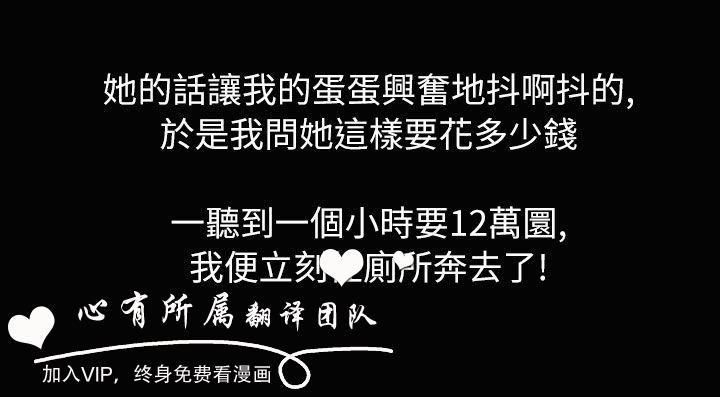 她的話讓我的蛋蛋興奮地抖啊抖的,
於是我問她這樣要花多少錢
一聽到一個小時要12萬圜,
我便立刻往廁所奔去了!
心有所属翻译团队
加入VIP，终身免费看漫画